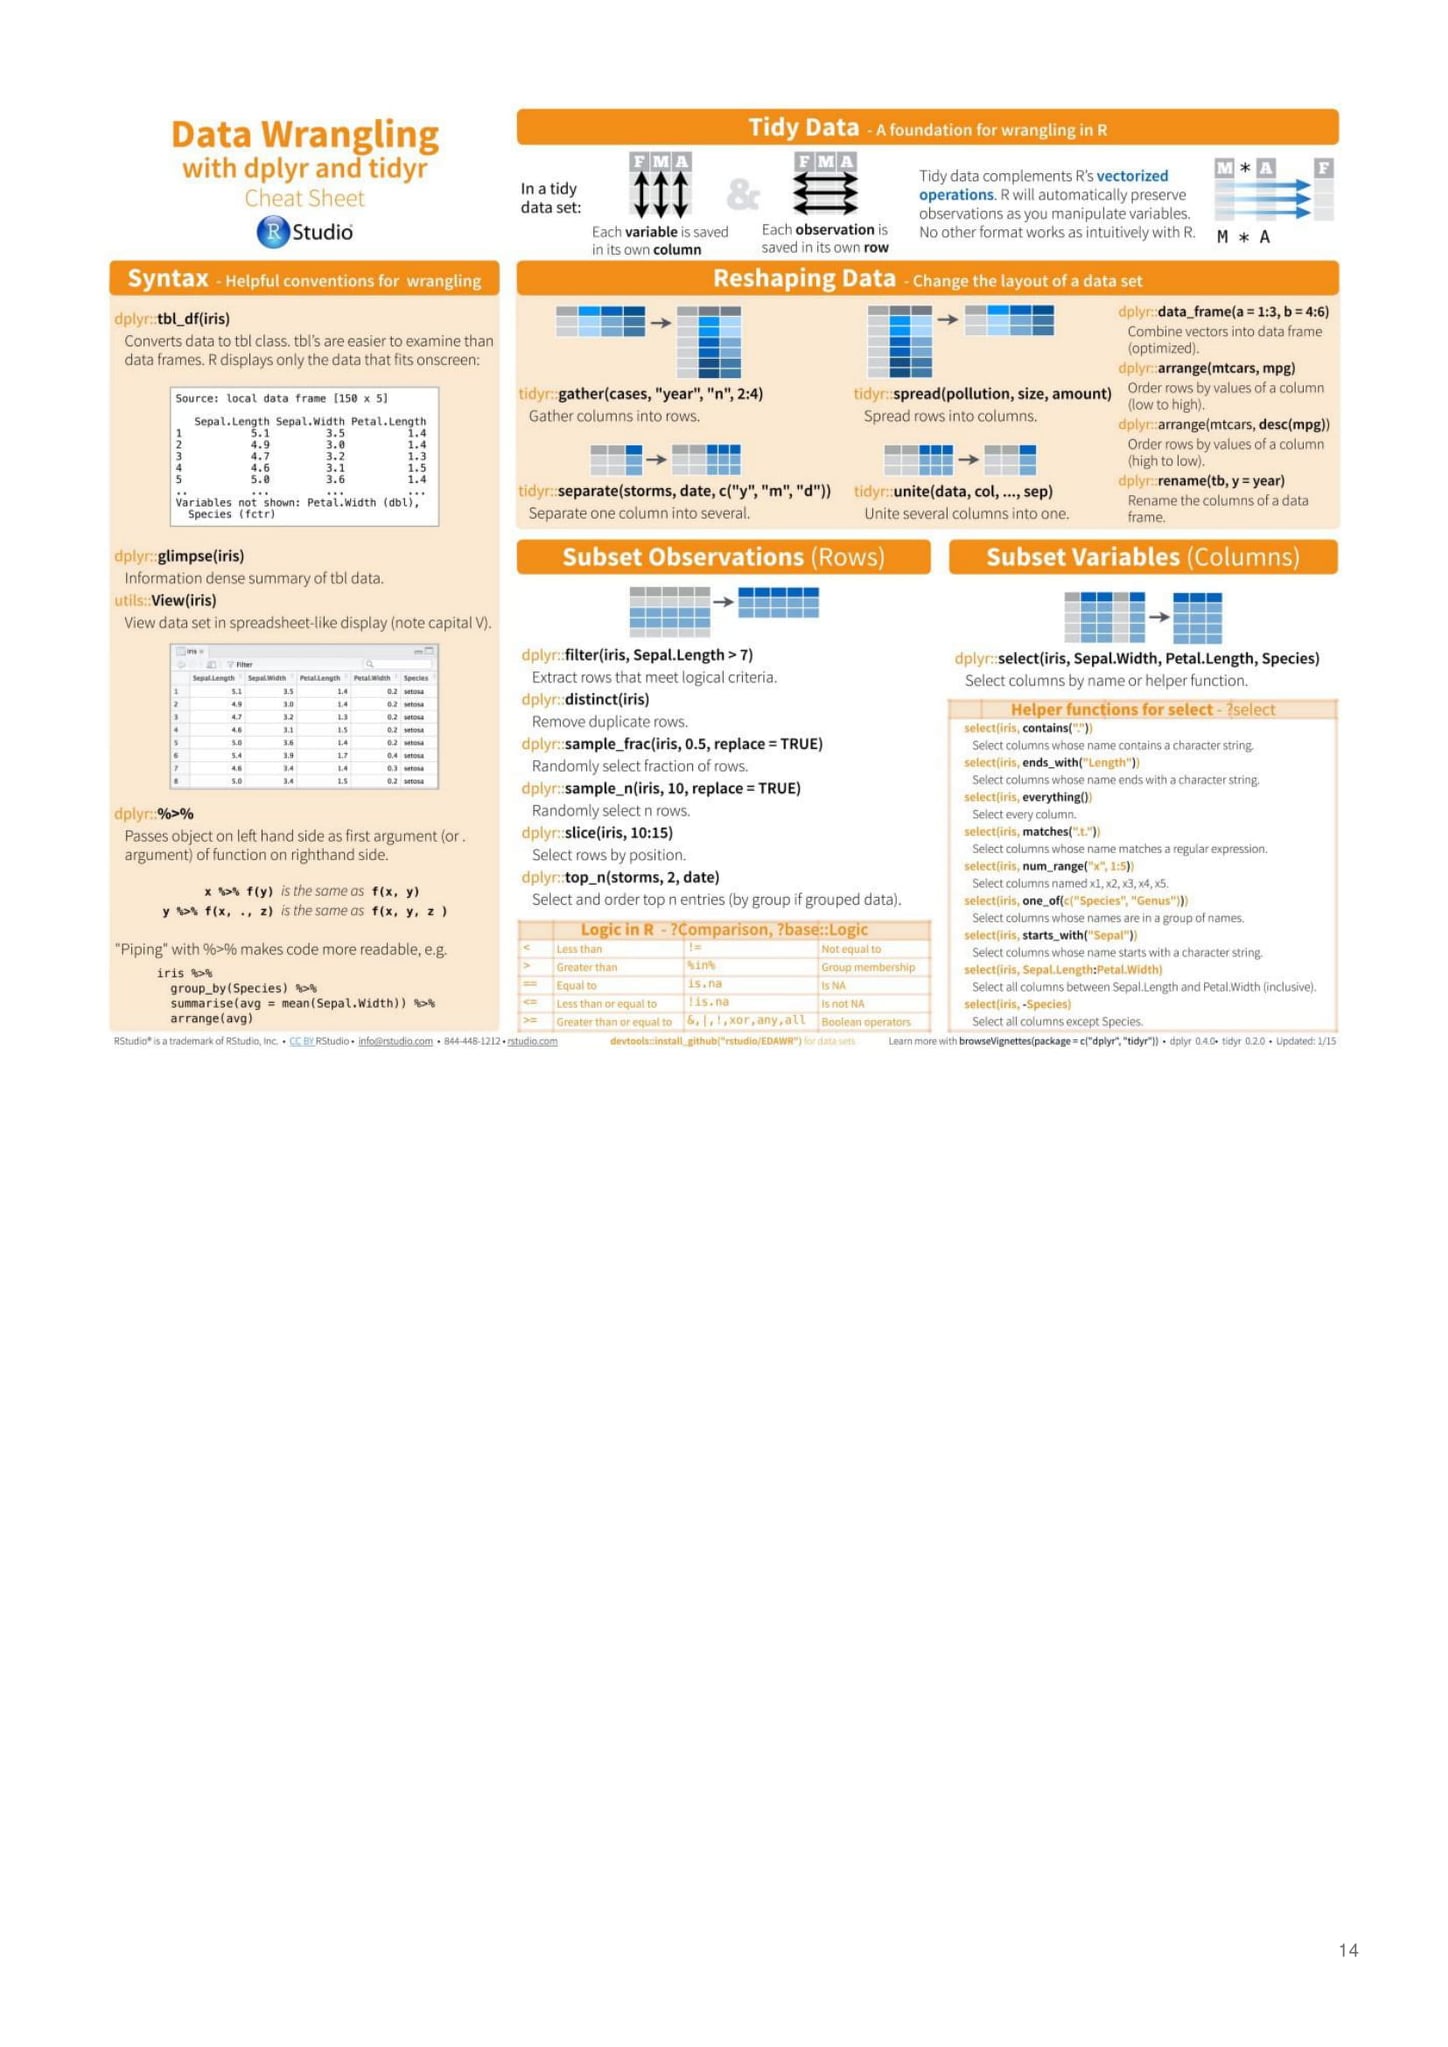 Data Wrangling
with dplyr and tidyr
Cheat Sheet
R Studio®
Syntax - Helpful conventions for wrangling
dplyr::tbl_df(iris)
Converts data to tbl class. tbl's are easier to examine than
data frames. R displays only the data that fits onscreen:
Source: local data frame [150 x 5]
Sepal.Length Sepal.Width Petal.Length
1 5.1 3.5 1.4
2 4.9 3.0 1.4
3 4.7 3.2 1.3
4 4.6 3.1 1.5
5 5.0 3.6 1.4
.. ... ... ...
Variables not shown: Petal.Width (dbl),
Species (fctr)
dplyr::glimpse(iris)
Information dense summary of tbl data.
utils::View(iris)
View data set in spreadsheet-like display (note capital V).
iris ×
Filter
Sepal.Length Sepal.Width Petal.Length Petal.Width Species
1 5.1 3.5 1.4 0.2 setosa
2 4.9 3.0 1.4 0.2 setosa
3 4.7 3.2 1.3 0.2 setosa
4 4.6 3.1 1.5 0.2 setosa
5 5.0 3.6 1.4 0.2 setosa
6 5.4 3.9 1.7 0.4 setosa
7 4.6 3.4 1.4 0.3 setosa
8 5.0 3.4 1.5 0.2 setosa
dplyr::%>%
Passes object on left hand side as first argument (or .
argument) of function on righthand side.
x %>% f(y) is the same as f(x, y)
y %>% f(x, ., z) is the same as f(x, y, z )
"Piping" with %>% makes code more readable, e.g.
iris %>%
group_by(Species) %>%
summarise(avg = mean(Sepal.Width)) %>%
arrange(avg)
Tidy Data - A foundation for wrangling in R
In a tidy
data set:
F M A
Each variable is saved
in its own column
&
F M A
Each observation is
saved in its own row
Tidy data complements R's vectorized
operations. R will automatically preserve
observations as you manipulate variables.
No other format works as intuitively with R.
M * A F
M * A
Reshaping Data - Change the layout of a data set
tidyr::gather(cases, "year", "n", 2:4)
Gather columns into rows.
tidyr::spread(pollution, size, amount)
Spread rows into columns.
tidyr::separate(storms, date, c("y", "m", "d"))
Separate one column into several.
tidyr::unite(data, col, ..., sep)
Unite several columns into one.
dplyr::data_frame(a = 1:3, b = 4:6)
Combine vectors into data frame
(optimized).
dplyr::arrange(mtcars, mpg)
Order rows by values of a column
(low to high).
dplyr::arrange(mtcars, desc(mpg))
Order rows by values of a column
(high to low).
dplyr::rename(tb, y = year)
Rename the columns of a data
frame.
Subset Observations (Rows)
dplyr::filter(iris, Sepal.Length > 7)
Extract rows that meet logical criteria.
dplyr::distinct(iris)
Remove duplicate rows.
dplyr::sample_frac(iris, 0.5, replace = TRUE)
Randomly select fraction of rows.
dplyr::sample_n(iris, 10, replace = TRUE)
Randomly select n rows.
dplyr::slice(iris, 10:15)
Select rows by position.
dplyr::top_n(storms, 2, date)
Select and order top n entries (by group if grouped data).
Logic in R - ?Comparison, ?base::Logic
< Less than != Not equal to
> Greater than %in% Group membership
== Equal to is.na Is NA
<= Less than or equal to !is.na Is not NA
>= Greater than or equal to &,|,!,xor,any,all Boolean operators
Subset Variables (Columns)
dplyr::select(iris, Sepal.Width, Petal.Length, Species)
Select columns by name or helper function.
Helper functions for select - ?select
select(iris, contains("."))
Select columns whose name contains a character string.
select(iris, ends_with("Length"))
Select columns whose name ends with a character string.
select(iris, everything())
Select every column.
select(iris, matches(".t."))
Select columns whose name matches a regular expression.
select(iris, num_range("x", 1:5))
Select columns named x1, x2, x3, x4, x5.
select(iris, one_of(c("Species", "Genus")))
Select columns whose names are in a group of names.
select(iris, starts_with("Sepal"))
Select columns whose name starts with a character string.
select(iris, Sepal.Length:Petal.Width)
Select all columns between Sepal.Length and Petal.Width (inclusive).
select(iris, -Species)
Select all columns except Species.
RStudio® is a trademark of RStudio, Inc. • CC BY RStudio • info@rstudio.com • 844-448-1212 • rstudio.com
devtools::install_github("rstudio/EDAWR") for data sets
Learn more with browseVignettes(package = c("dplyr", "tidyr")) • dplyr 0.4.0• tidyr 0.2.0 • Updated: 1/15
14